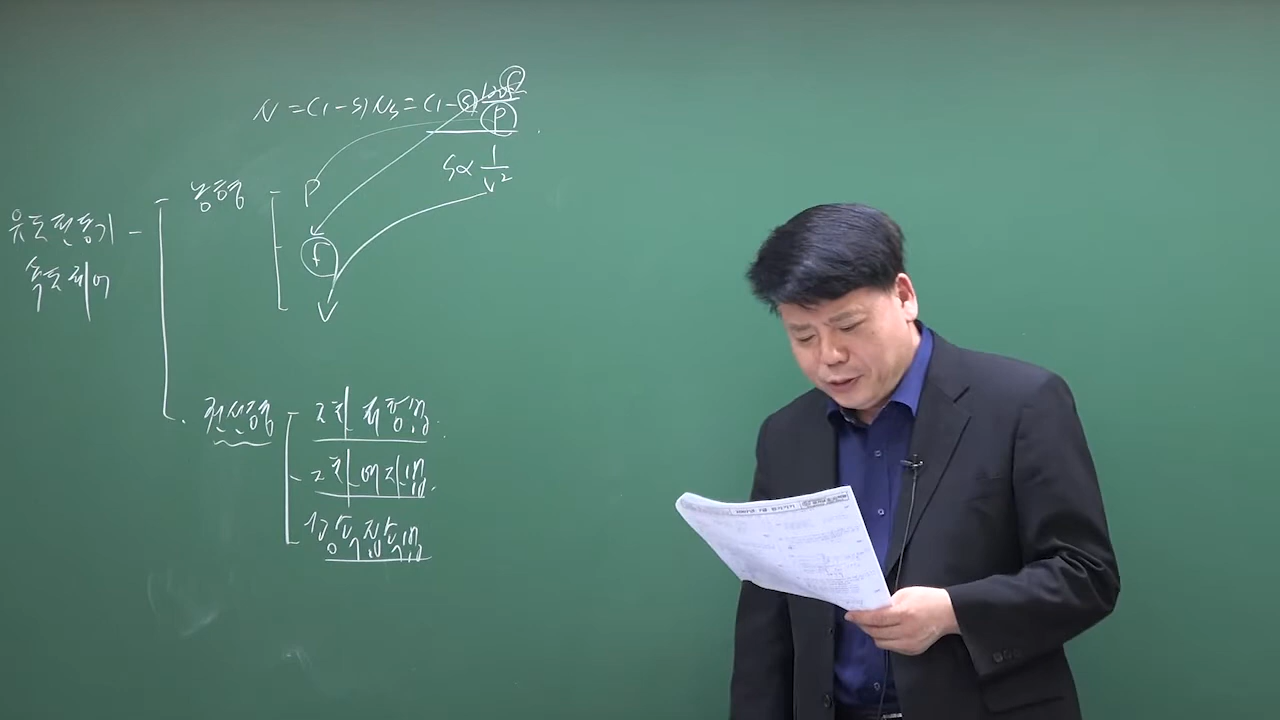 N = (1-s) Ns = (1-s) 120f/P
s ∝ 1/V²
유도전동기
속도제어
농형
P
f
V
권선형
2차 저항법
2차 여자법
종속접속법